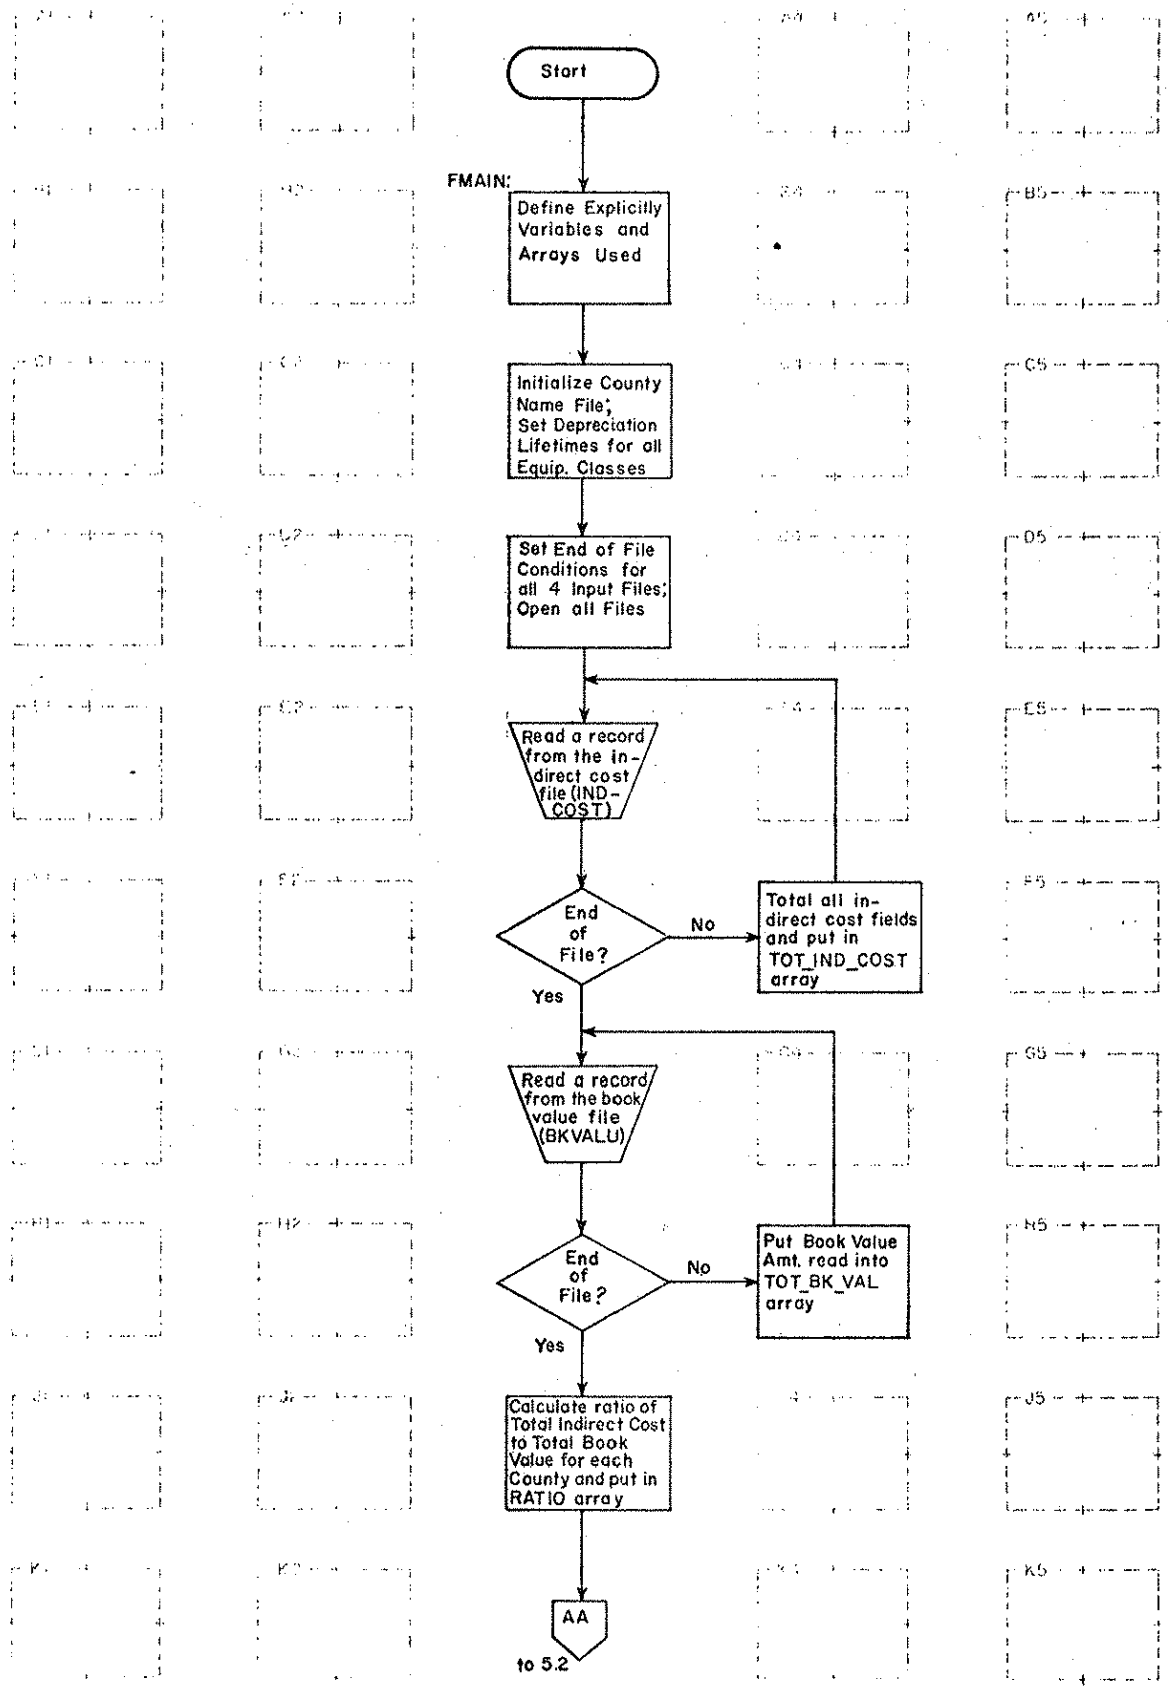 Start
FMAIN:
Define Explicily
Variables and
Arrays Used
B5
Initialize County
Name File;
Set Depreciation
Lifetimes for all
Equip. Classes
C5
Set End of File
Conditions for
all 4 Input Files;
Open all Files
D5
Read a record
from the in-
direct cost
file (IND-
COST)
E5
End
of
File?
No
Yes
Total all in-
direct cost fields
and put in
TOT_IND_COST
array
F5
Read a record
from the book
value file
(BKVALU)
G5
End
of
File?
No
Yes
Put Book Value
Amt. read into
TOT_BK_VAL
array
H2
H5
Calculate ratio of
Total Indirect Cost
to Total Book
Value for each
County and put in
RATIO array
J5
AA
to 5.2
K5